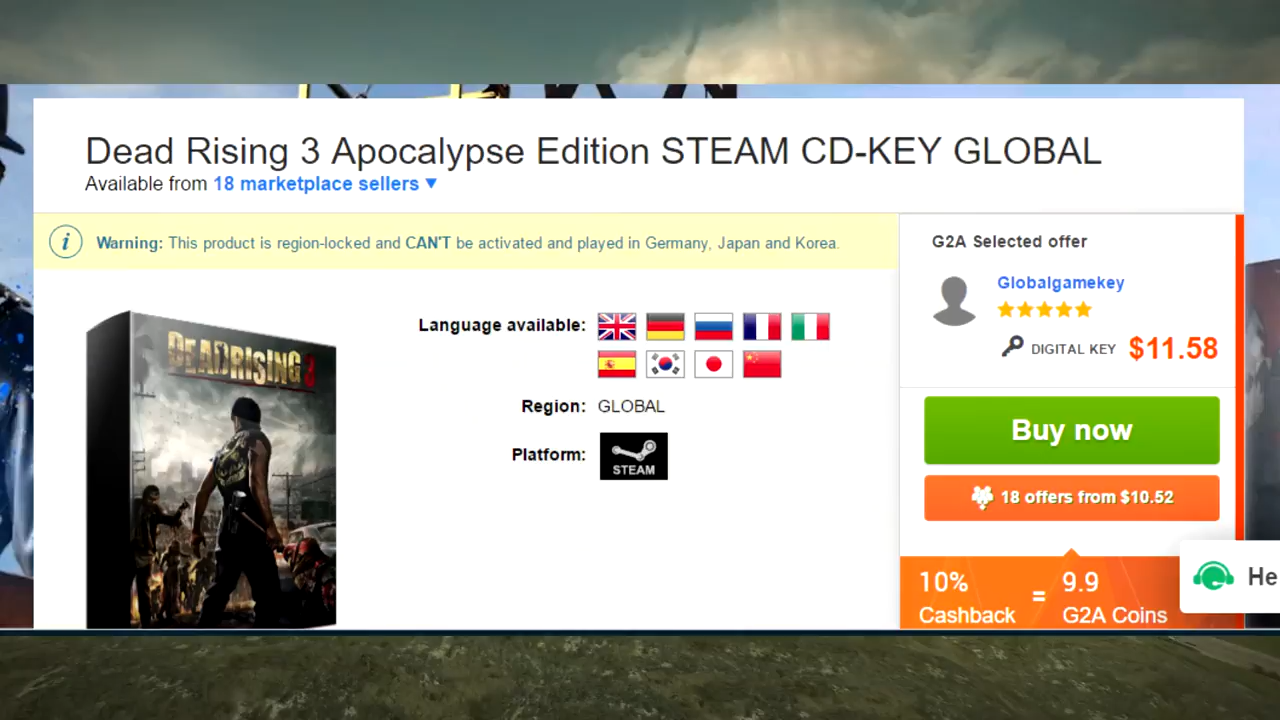 Dead Rising 3 Apocalypse Edition STEAM CD-KEY GLOBAL
Available from 18 marketplace sellers ▼
i Warning: This product is region-locked and CAN'T be activated and played in Germany, Japan and Korea.
DEADRISING 3
Language available:
Region: GLOBAL
Platform: STEAM
G2A Selected offer
Globalgamekey
DIGITAL KEY $11.58
Buy now
18 offers from $10.52
10% = 9.9
Cashback G2A Coins
He